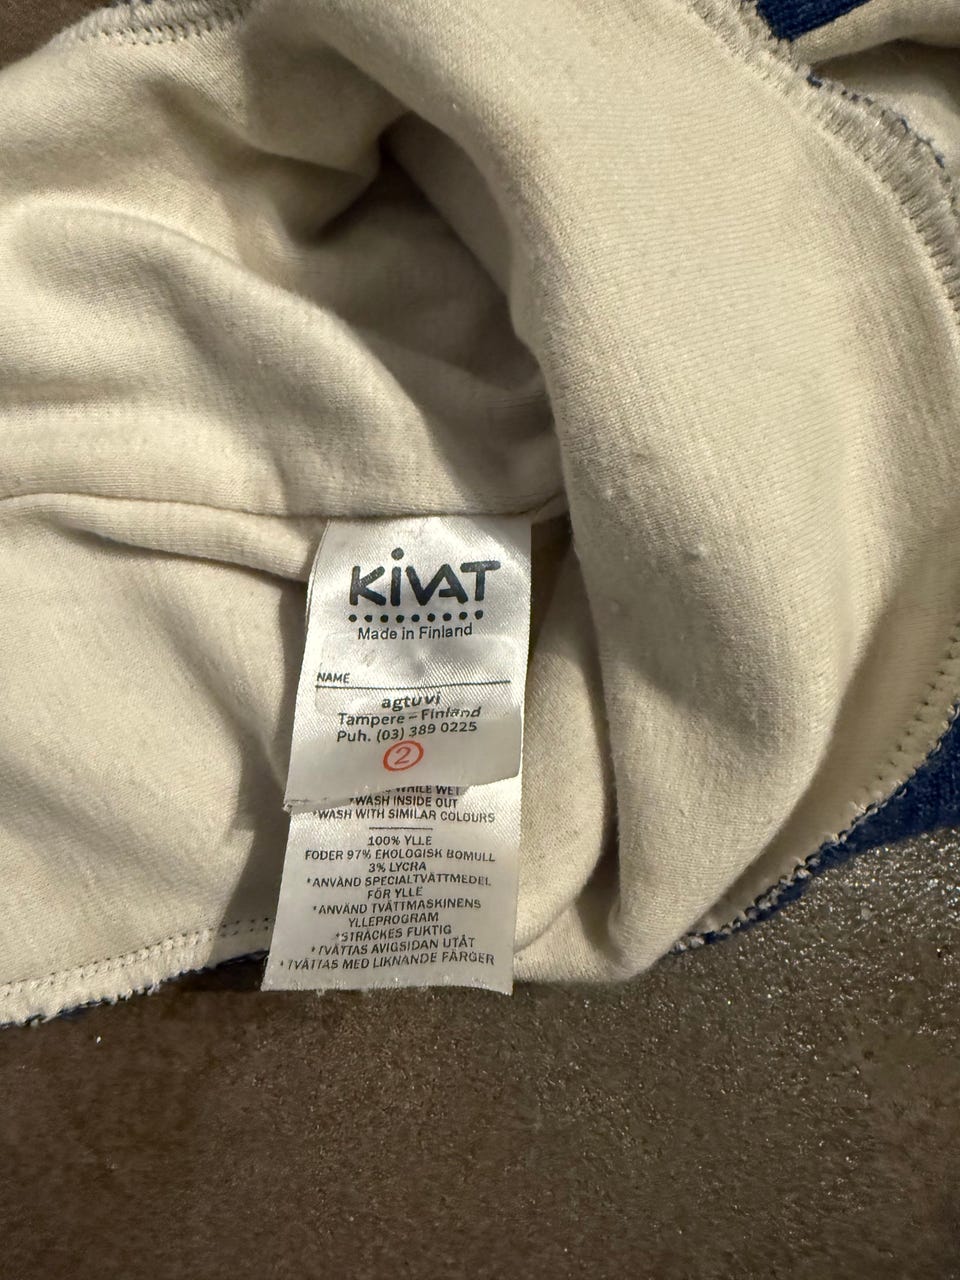 KiVAT
Made in Finland
NAME
agtuvi
Tampere – Finland
Puh. (03) 389 0225
2
WHILE WET
*WASH INSIDE OUT
*WASH WITH SIMILAR COLOURS
100% YLLE
FODER 97% EKOLOGISK BOMULL
3% LYCRA
*ANVÄND SPECIALTVÄTTMEDEL
FÖR YLLE
*ANVÄND TVÄTTMASKINENS
YLLEPROGRAM
*STRÄCKES FUKTIG
*TVÄTTAS AVIGSIDAN UTÅT
*TVÄTTAS MED LIKNANDE FÄRGER